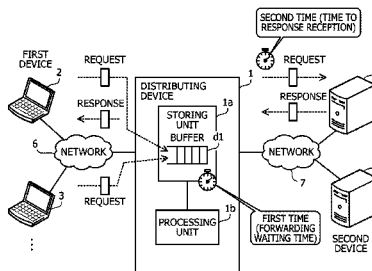 SECOND TIME (TIME TO
RESPONSE RECEPTION)
FIRST
DEVICE
2
REQUEST
RESPONSE
DISTRIBUTING
DEVICE
1
1a
STORING
UNIT
BUFFER
d1
REQUEST
RESPONSE
NETWORK
6
NETWORK
7
3
REQUEST
1b
PROCESSING
UNIT
FIRST TIME
(FORWARDING
WAITING TIME)
SECOND
DEVICE